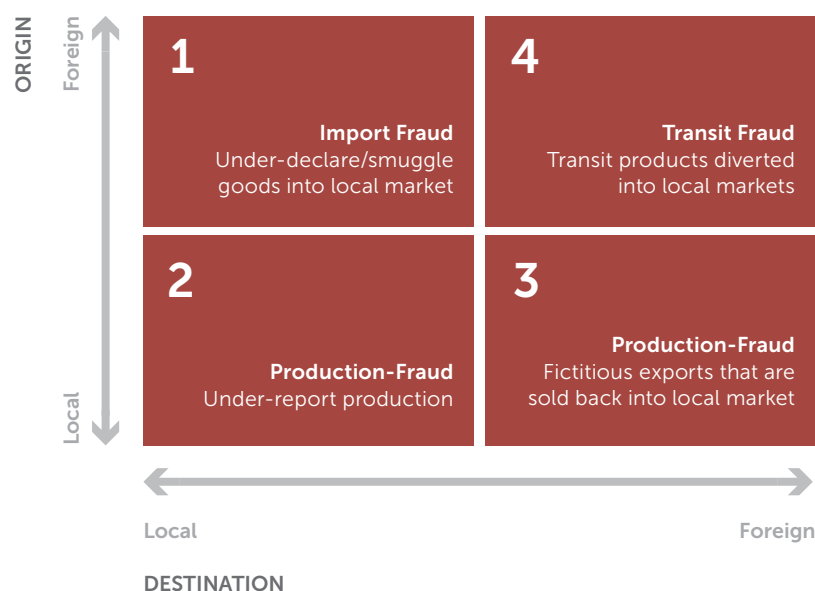 ORIGIN
Foreign
Local
1
Import Fraud
Under-declare/smuggle
goods into local market
4
Transit Fraud
Transit products diverted
into local markets
2
Production-Fraud
Under-report production
3
Production-Fraud
Fictitious exports that are
sold back into local market
Local
Foreign
DESTINATION